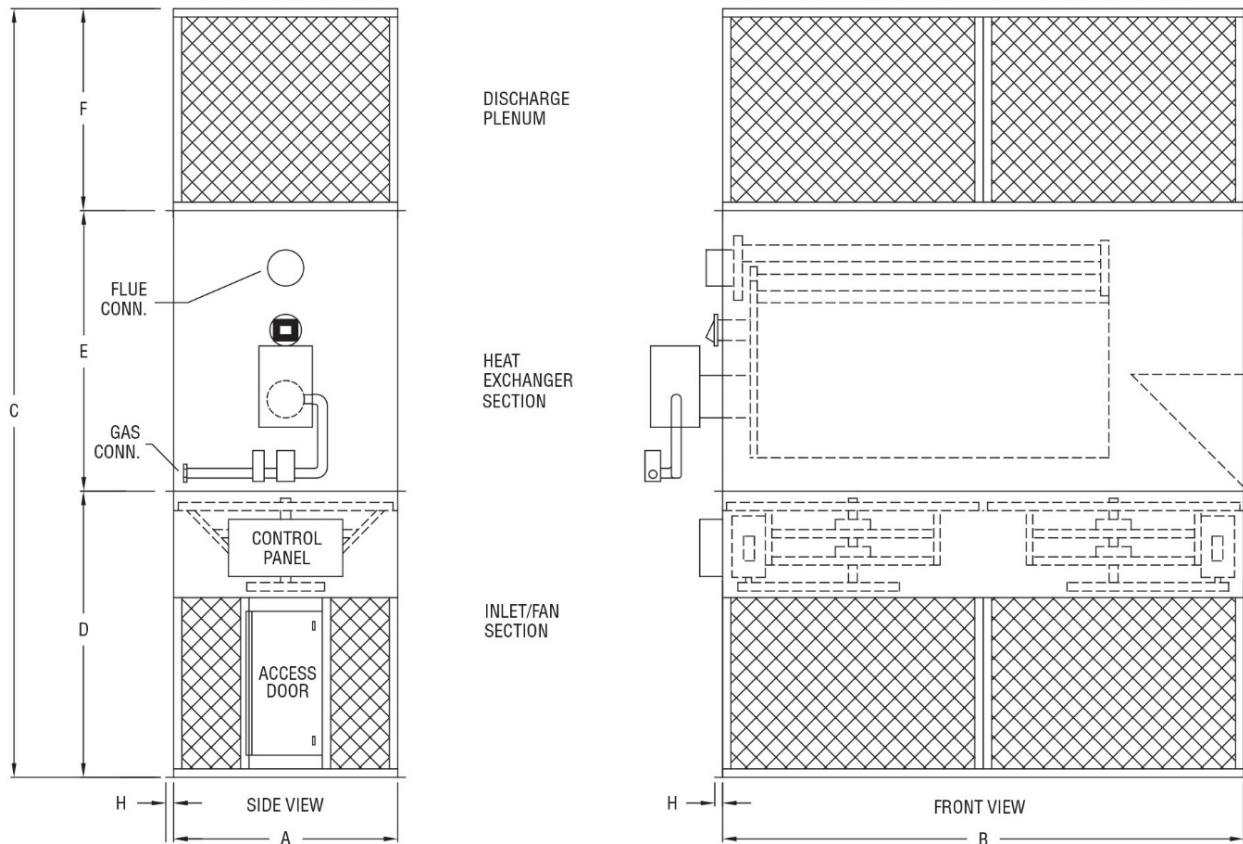 F
DISCHARGE
PLENUM
FLUE
CONN.
E
HEAT
EXCHANGER
SECTION
C
GAS
CONN.
CONTROL
PANEL
D
INLET/FAN
SECTION
ACCESS
DOOR
H
SIDE VIEW
H
FRONT VIEW
A
B